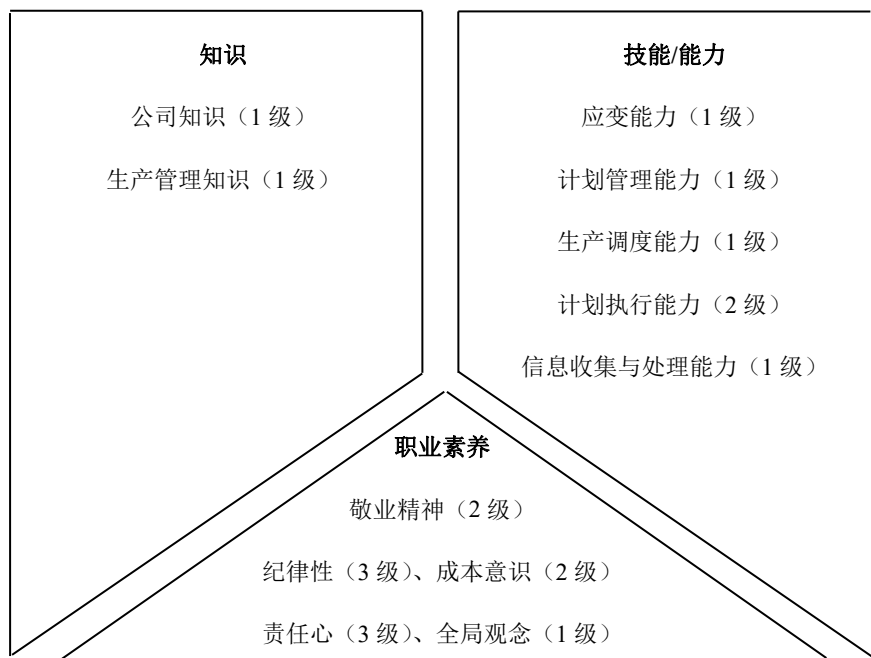 知识
公司知识（1 级）
生产管理知识（1 级）
技能/能力
应变能力（1 级）
计划管理能力（1 级）
生产调度能力（1 级）
计划执行能力（2 级）
信息收集与处理能力（1 级）
职业素养
敬业精神（2 级）
纪律性（3 级）、成本意识（2 级）
责任心（3 级）、全局观念（1 级）